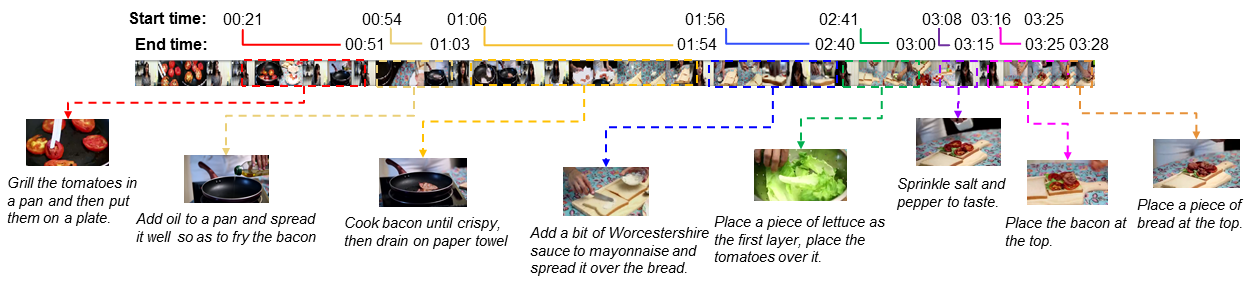 Start time: 00:21 00:54 01:06 01:56 02:41 03:08 03:16 03:25
End time: 00:51 01:03 01:54 02:40 03:00 03:15 03:25 03:28
Grill the tomatoes in
a pan and then put
them on a plate.
Add oil to a pan and spread
it well so as to fry the bacon
Cook bacon until crispy,
then drain on paper towel
Add a bit of Worcestershire
sauce to mayonnaise and
spread it over the bread.
Place a piece of lettuce as
the first layer, place the
tomatoes over it.
Sprinkle salt and
pepper to taste.
Place the bacon at
the top.
Place a piece of
bread at the top.